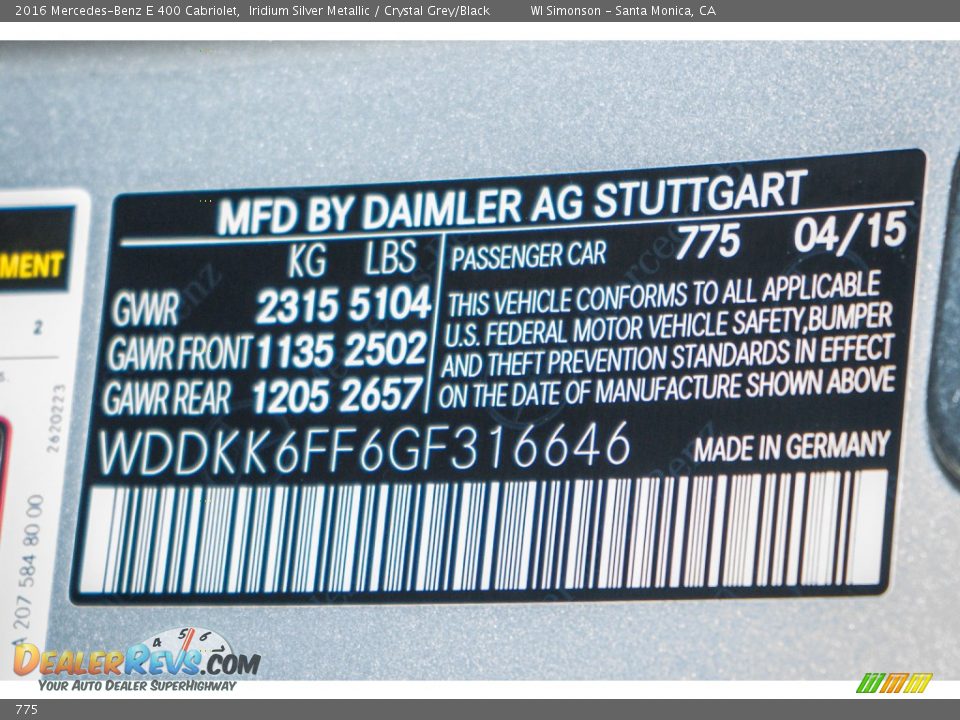 2016 Mercedes-Benz E 400 Cabriolet, Iridium Silver Metallic / Crystal Grey/Black WI Simonson - Santa Monica, CA
MFD BY DAIMLER AG STUTTGART
KG LBS
PASSENGER CAR 775 04/15
GVWR 2315 5104
GAWR FRONT 1135 2502
GAWR REAR 1205 2657
THIS VEHICLE CONFORMS TO ALL APPLICABLE
U.S. FEDERAL MOTOR VEHICLE SAFETY,BUMPER
AND THEFT PREVENTION STANDARDS IN EFFECT
ON THE DATE OF MANUFACTURE SHOWN ABOVE
WDDKK6FF6GF316646 MADE IN GERMANY
MENT
2
2620223
A 207 584 80 00
4 5 6
DEALERREVS.COM
YOUR AUTO DEALER SUPERHIGHWAY
775